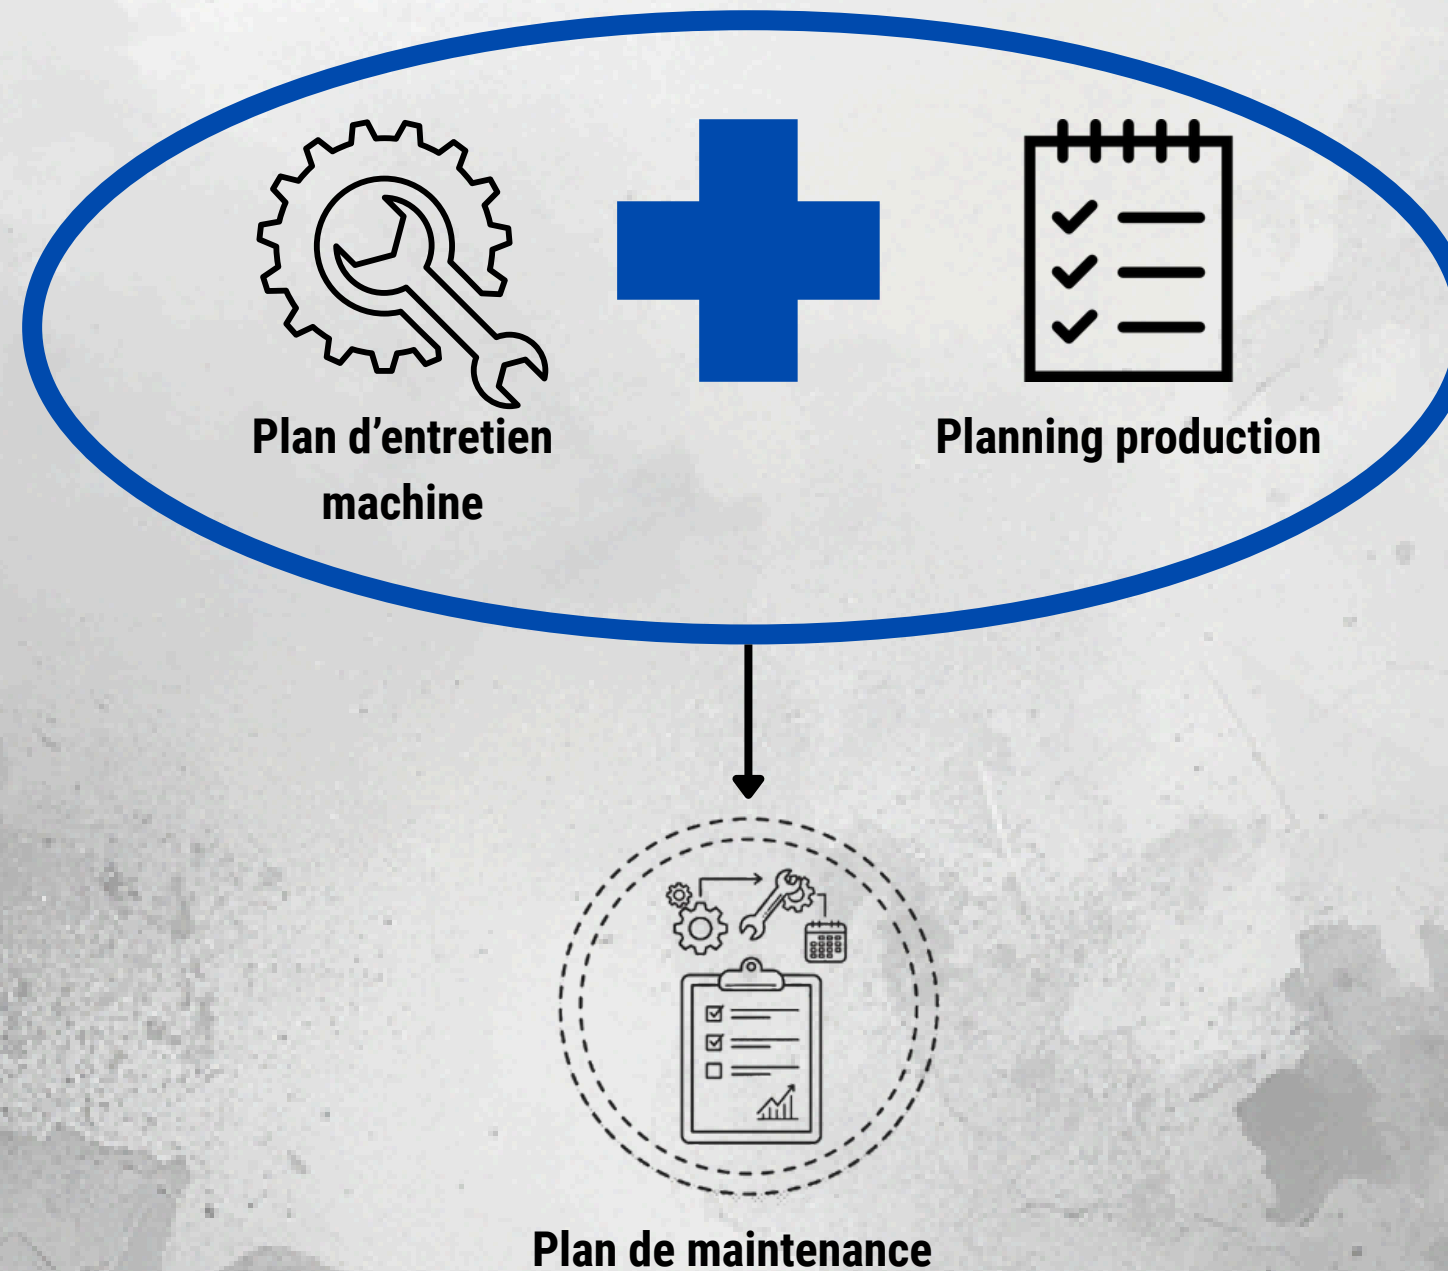 Plan d’entretien
machine
Planning production
Plan de maintenance